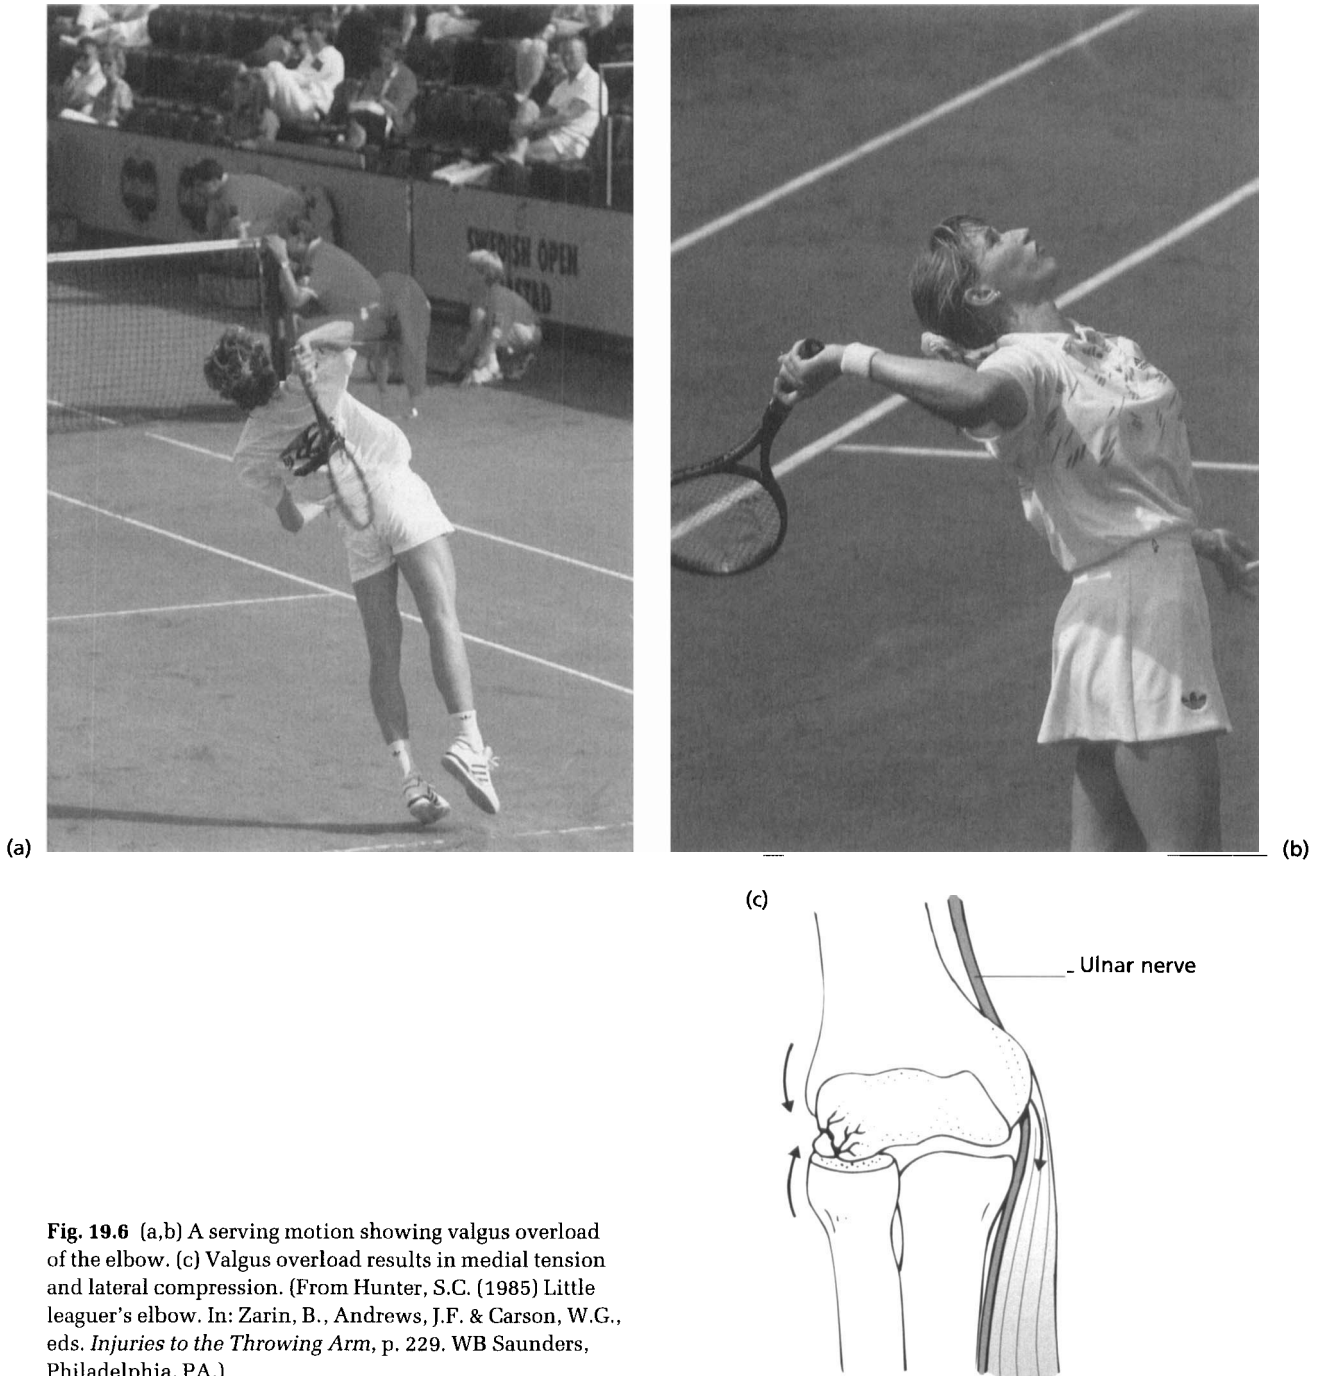 SWEDISH OPEN
(a)
(b)
(c)
Ulnar nerve
Fig. 19.6 (a,b) A serving motion showing valgus overload
of the elbow. (c) Valgus overload results in medial tension
and lateral compression. (From Hunter, S.C. (1985) Little
leaguer's elbow. In: Zarin, B., Andrews, J.F. & Carson, W.G.,
eds. Injuries to the Throwing Arm, p. 229. WB Saunders,
Philadelphia, PA.)